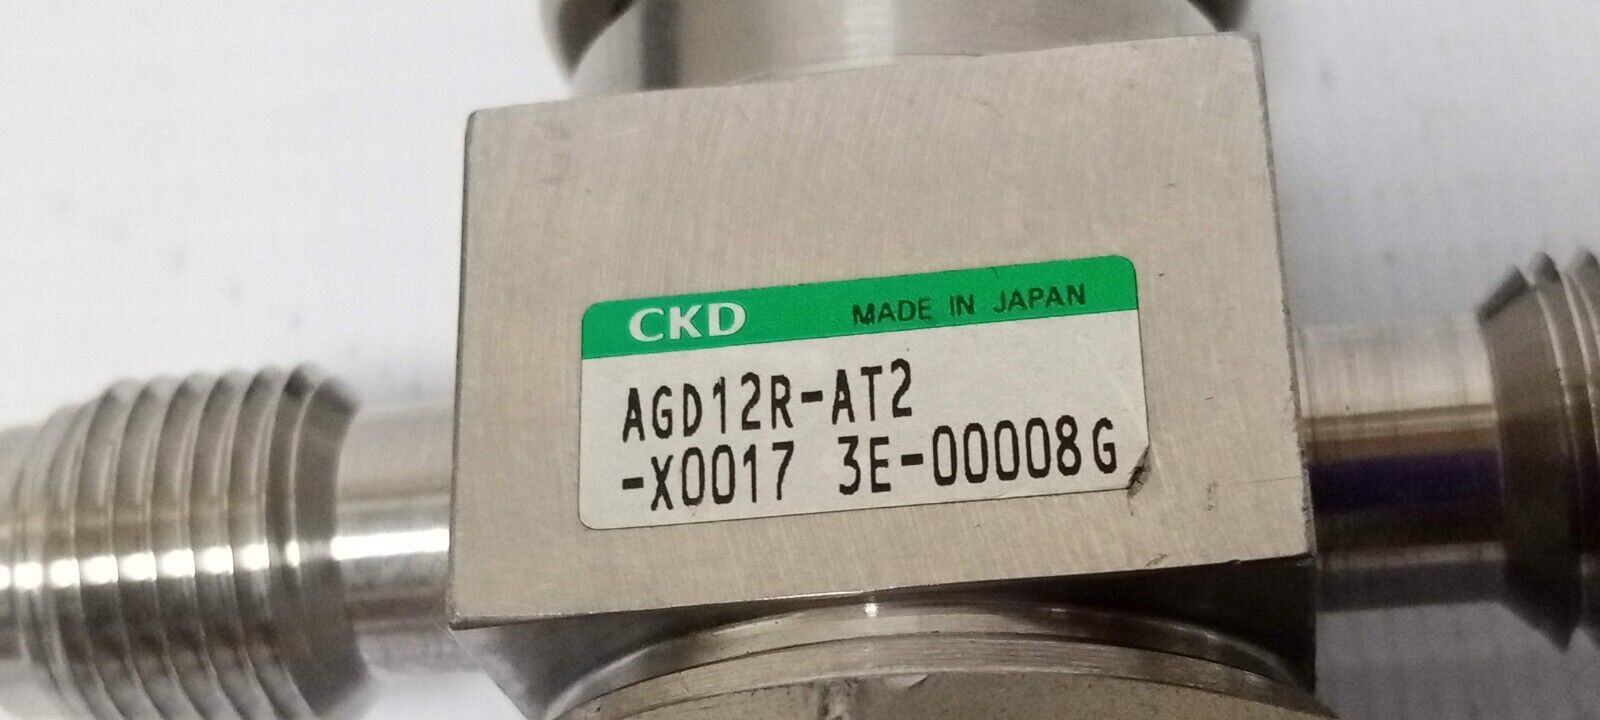 CKD MADE IN JAPAN
AGD12R-AT2
-X0017 3E-00008G